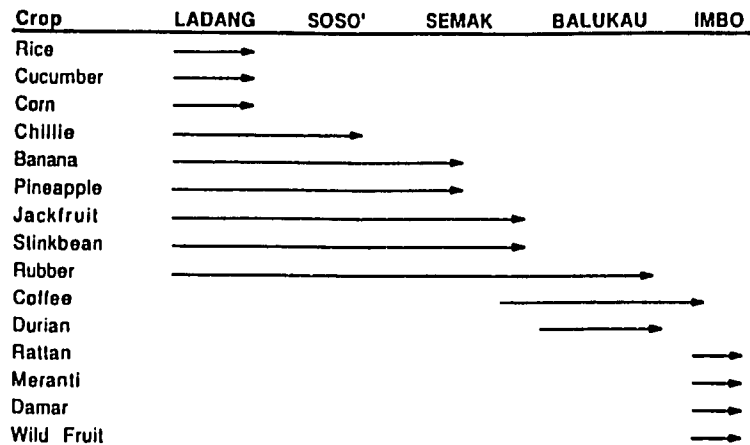 Crop LADANG SOSO' SEMAK BALUKAU IMBO
Rice
Cucumber
Corn
Chillie
Banana
Pineapple
Jackfruit
Stinkbean
Rubber
Coffee
Durian
Rattan
Meranti
Damar
Wild Fruit